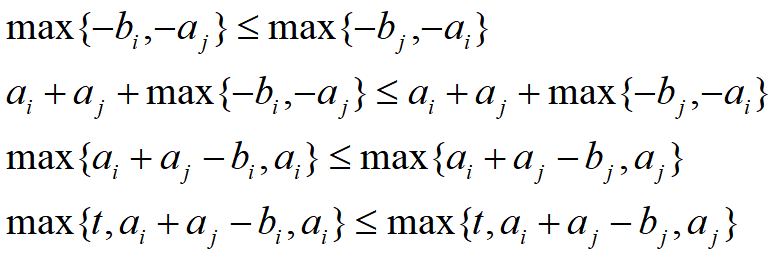 max{−b_i,−a_j} ≤ max{−b_j,−a_i}
a_i + a_j + max{−b_i,−a_j} ≤ a_i + a_j + max{−b_j,−a_i}
max{a_i + a_j − b_i, a_i} ≤ max{a_i + a_j − b_j, a_j}
max{t, a_i + a_j − b_i, a_i} ≤ max{t, a_i + a_j − b_j, a_j}